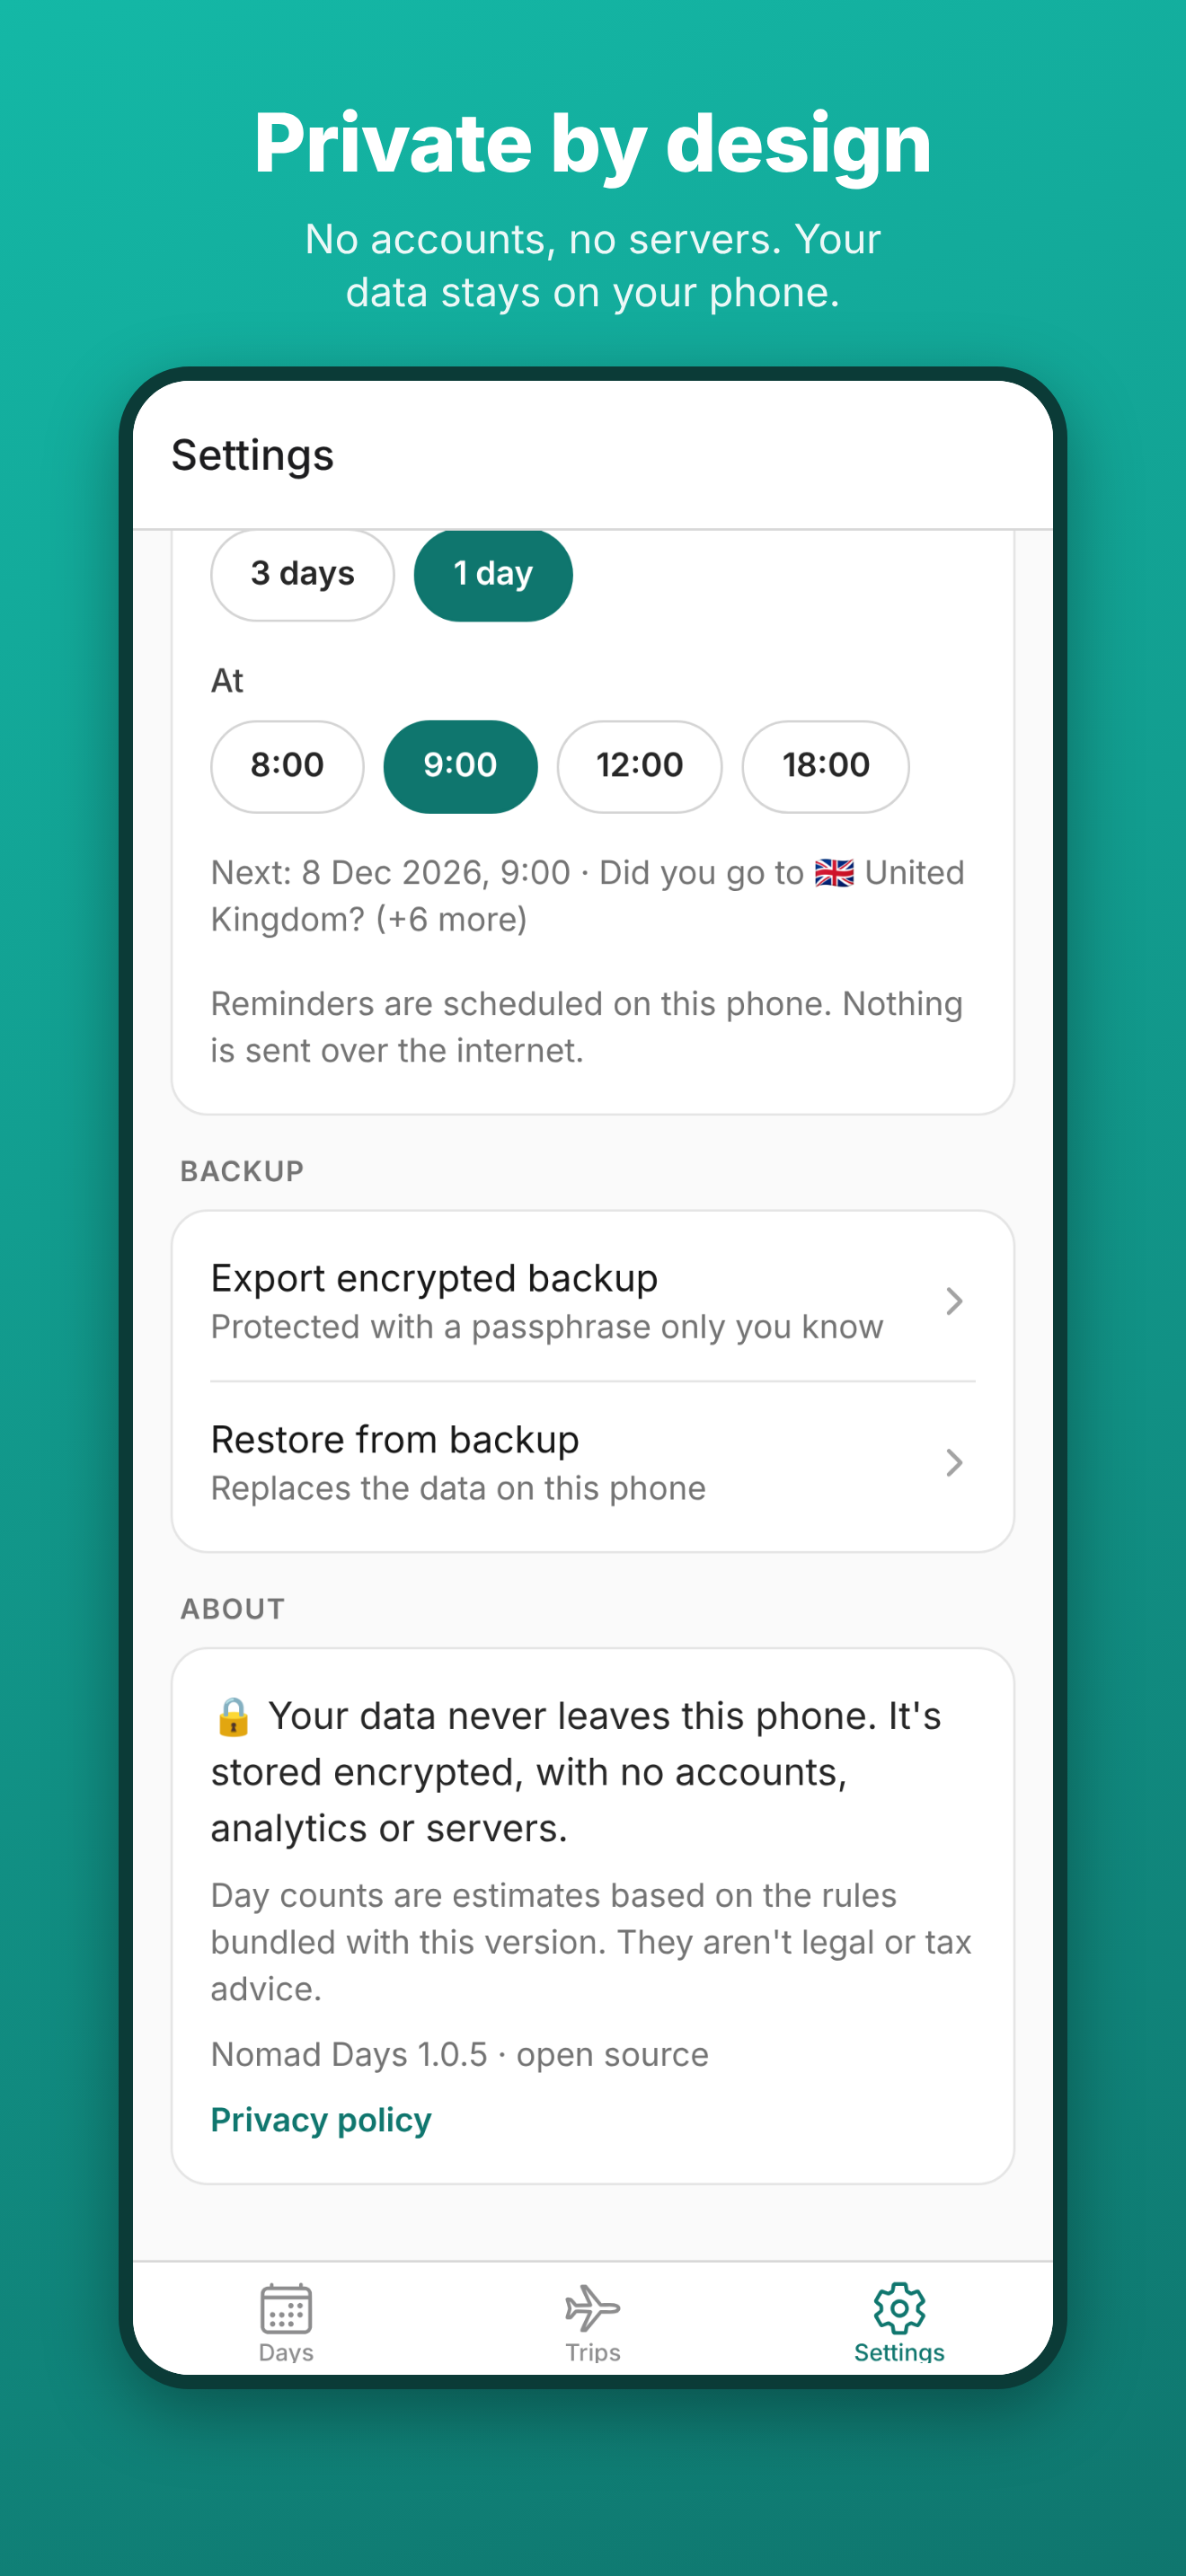 Private by design
No accounts, no servers. Your
data stays on your phone.
Settings
3 days 1 day
At
8:00 9:00 12:00 18:00
Next: 8 Dec 2026, 9:00 · Did you go to 🇬🇧 United
Kingdom? (+6 more)
Reminders are scheduled on this phone. Nothing
is sent over the internet.
BACKUP
Export encrypted backup
Protected with a passphrase only you know
Restore from backup
Replaces the data on this phone
ABOUT
🔒 Your data never leaves this phone. It's
stored encrypted, with no accounts,
analytics or servers.
Day counts are estimates based on the rules
bundled with this version. They aren't legal or tax
advice.
Nomad Days 1.0.5 · open source
Privacy policy
Days Trips Settings